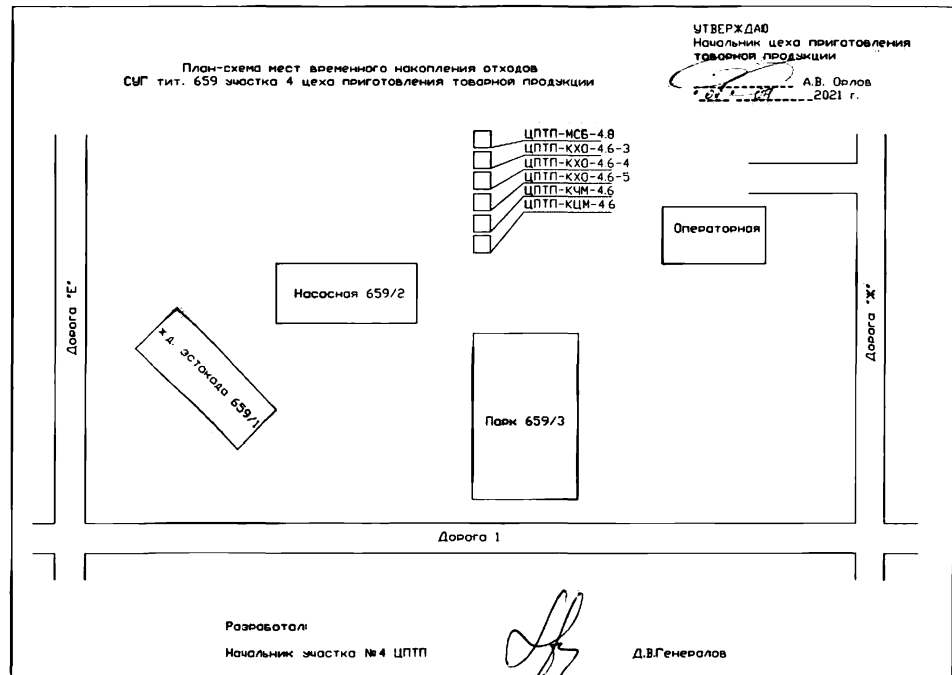 УТВЕРЖДАЮ
Начальник цеха приготовления
товарной продукции
А.В. Орлов
2021 г.
План-схема мест временного накопления отходов
СУГ тит. 659 участка 4 цеха приготовления товарной продукции
ЦПТП-МСБ-4.8
ЦПТП-КХО-4.6-3
ЦПТП-КХО-4.6-4
ЦПТП-КХО-4.6-5
ЦПТП-КЧМ-4.6
ЦПТП-КЦМ-4.6
Операторная
Насосная 659/2
Дорога "Е"
Дорога "Ж"
ж.д. эстокада 659/1
Парк 659/3
Дорога 1
Разработал:
Начальник участка №4 ЦПТП
Д.В.Генералов